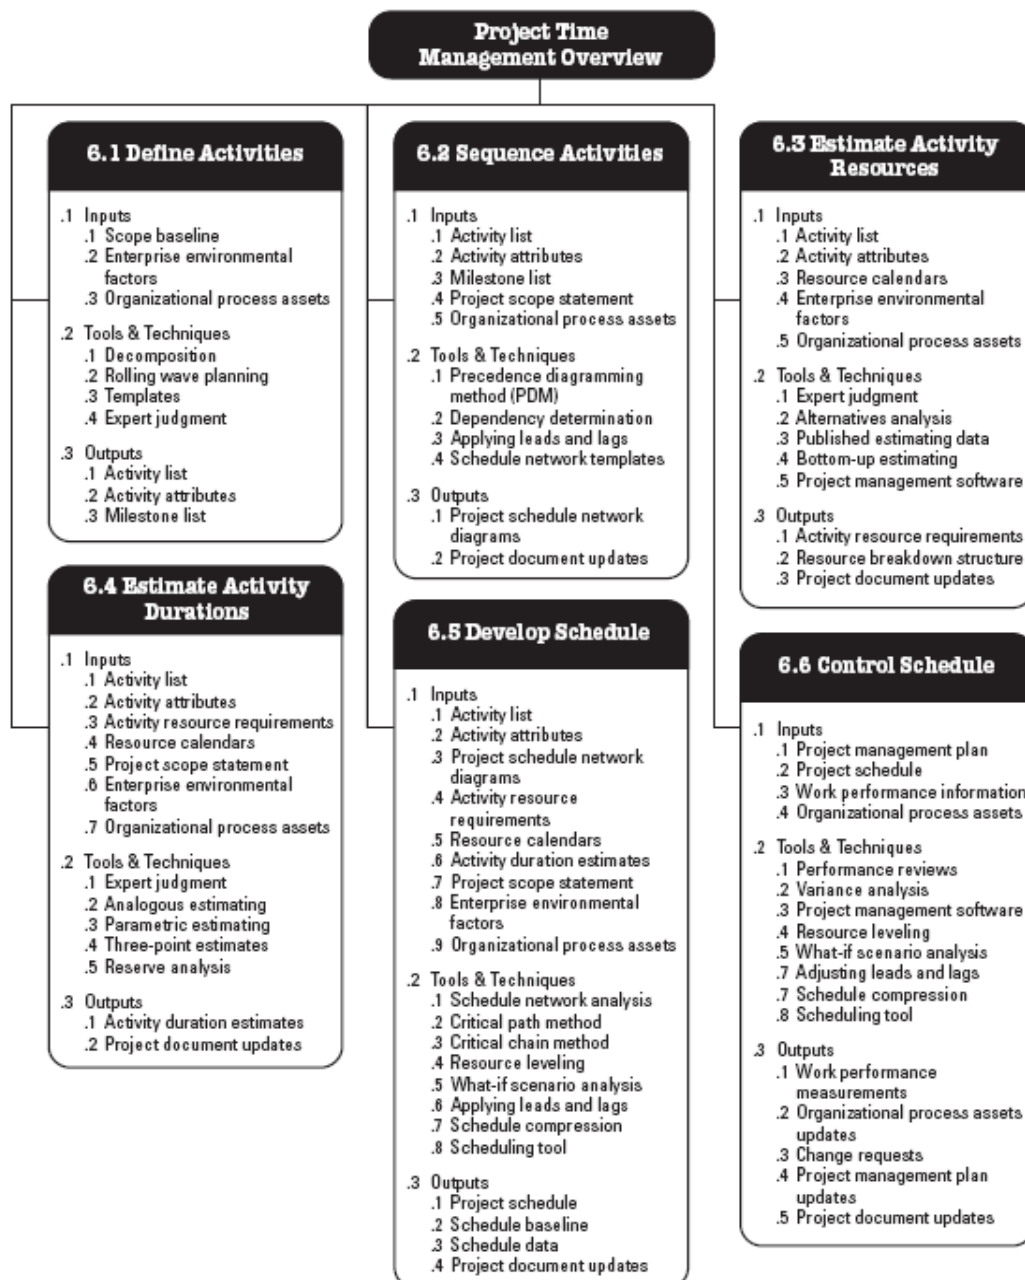 Project Time
Management Overview
6.1 Define Activities
.1 Inputs
.1 Scope baseline
.2 Enterprise environmental
factors
.3 Organizational process assets
.2 Tools & Techniques
.1 Decomposition
.2 Rolling wave planning
.3 Templates
.4 Expert judgment
.3 Outputs
.1 Activity list
.2 Activity attributes
.3 Milestone list
6.2 Sequence Activities
.1 Inputs
.1 Activity list
.2 Activity attributes
.3 Milestone list
.4 Project scope statement
.5 Organizational process assets
.2 Tools & Techniques
.1 Precedence diagramming
method (PDM)
.2 Dependency determination
.3 Applying leads and lags
.4 Schedule network templates
.3 Outputs
.1 Project schedule network
diagrams
.2 Project document updates
6.3 Estimate Activity
Resources
.1 Inputs
.1 Activity list
.2 Activity attributes
.3 Resource calendars
.4 Enterprise environmental
factors
.5 Organizational process assets
.2 Tools & Techniques
.1 Expert judgment
.2 Alternatives analysis
.3 Published estimating data
.4 Bottom-up estimating
.5 Project management software
.3 Outputs
.1 Activity resource requirements
.2 Resource breakdown structure
.3 Project document updates
6.4 Estimate Activity
Durations
.1 Inputs
.1 Activity list
.2 Activity attributes
.3 Activity resource requirements
.4 Resource calendars
.5 Project scope statement
.6 Enterprise environmental
factors
.7 Organizational process assets
.2 Tools & Techniques
.1 Expert judgment
.2 Analogous estimating
.3 Parametric estimating
.4 Three-point estimates
.5 Reserve analysis
.3 Outputs
.1 Activity duration estimates
.2 Project document updates
6.5 Develop Schedule
.1 Inputs
.1 Activity list
.2 Activity attributes
.3 Project schedule network
diagrams
.4 Activity resource
requirements
.5 Resource calendars
.6 Activity duration estimates
.7 Project scope statement
.8 Enterprise environmental
factors
.9 Organizational process assets
.2 Tools & Techniques
.1 Schedule network analysis
.2 Critical path method
.3 Critical chain method
.4 Resource leveling
.5 What-if scenario analysis
.6 Applying leads and lags
.7 Schedule compression
.8 Scheduling tool
.3 Outputs
.1 Project schedule
.2 Schedule baseline
.3 Schedule data
.4 Project document updates
6.6 Control Schedule
.1 Inputs
.1 Project management plan
.2 Project schedule
.3 Work performance information
.4 Organizational process assets
.2 Tools & Techniques
.1 Performance reviews
.2 Variance analysis
.3 Project management software
.4 Resource leveling
.5 What-if scenario analysis
.7 Adjusting leads and lags
.7 Schedule compression
.8 Scheduling tool
.3 Outputs
.1 Work performance
measurements
.2 Organizational process assets
updates
.3 Change requests
.4 Project management plan
updates
.5 Project document updates